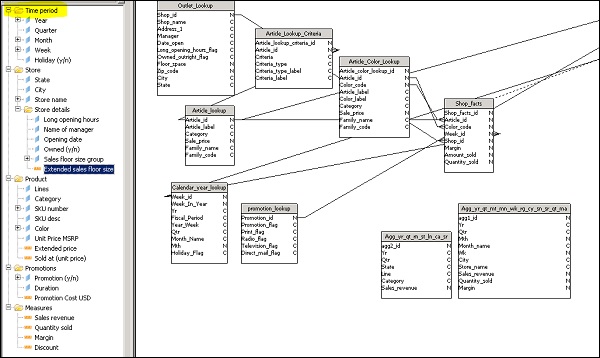 Time period
Year
Quarter
Month
Week
Holiday (y/n)
Store
State
City
Store name
Store details
Long opening hours
Name of manager
Opening date
Owned (y/n)
Sales floor size group
Extended sales floor size
Product
Lines
Category
SKU number
SKU desc
Color
Unit Price MSRP
Extended price
Sold at (unit price)
Promotions
Promotion (y/n)
Duration
Promotion Cost USD
Measures
Sales revenue
Quantity sold
Margin
Discount
Outlet_Lookup
Shop_id N
Shop_name C
Address_1 C
Manager C
Date_open C
Long_opening_hours_flag C
Owned_outright_flag C
Floor_space N
Zip_code C
City C
State C
Article_Lookup_Criteria
Article_lookup_criteria_id N
Article_id N
Criteria C
Criteria_type C
Criteria_type_label C
Criteria_label C
Article_Color_Lookup
Article_color_lookup_id N
Article_id N
Color_code N
Article_label C
Color_label C
Category C
Sale_price N
Family_name C
Family_code C
Shop_facts
Shop_facts_id N
Article_id N
Color_code N
Week_id N
Shop_id N
Margin N
Amount_sold N
Quantity_sold N
Article_lookup
Article_id N
Article_label C
Category C
Sale_price N
Family_name C
Family_code C
Calendar_year_lookup
Week_id N
Week_In_Year N
Yr C
Fiscal_Period C
Year_Week C
Qtr C
Month_Name C
Mth N
Holiday_Flag C
promotion_lookup
Promotion_id N
Promotion_flag C
Print_flag C
Radio_flag C
Television_flag C
Direct_mail_flag C
Agg_yr_qt_rn_st_ln_ca_sr
agg2_id N
Yr C
Qtr C
State C
Line C
Category C
Sales_revenue N
Agg_yr_qt_mt_mn_wk_rg_cy_sn_sr_qt_ma
agg1_id N
Yr C
Qtr C
Mth N
Month_name C
Wk N
City C
Store_name C
Sales_revenue N
Quantity_sold N
Margin N